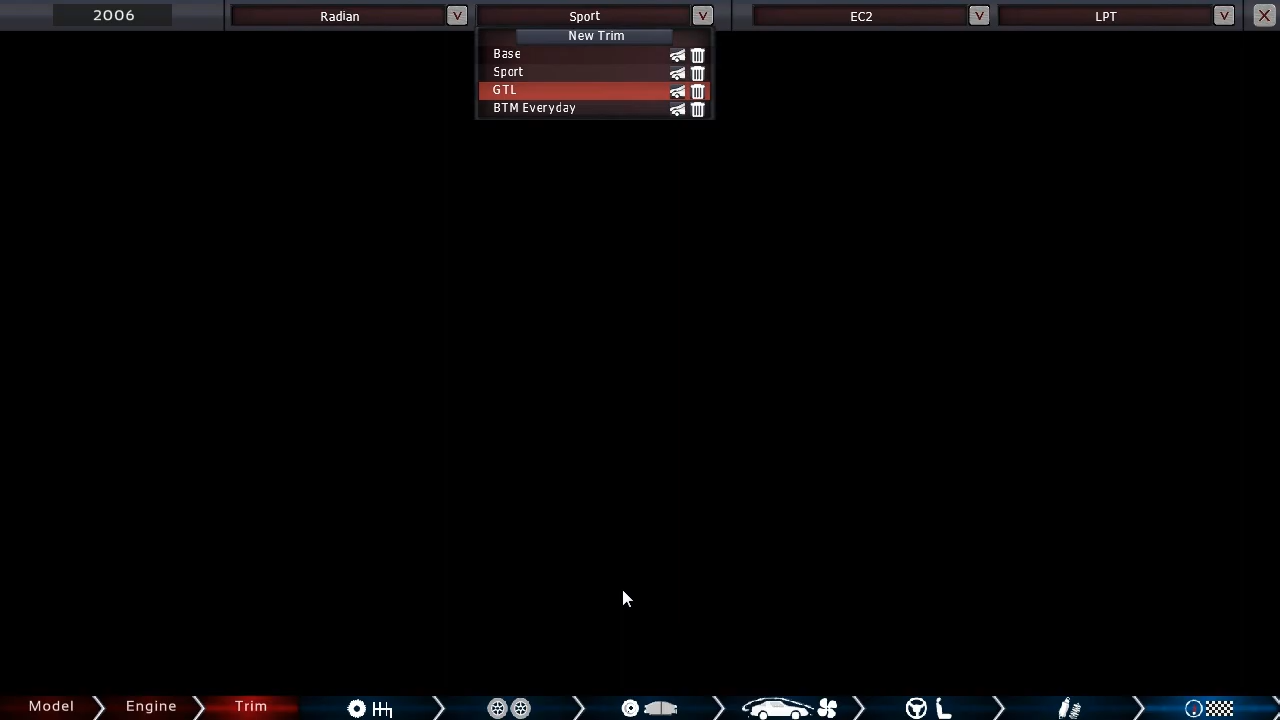 2006
Radian
Sport
EC2
LPT
New Trim
Base
Sport
GTL
BTM Everyday
Model
Engine
Trim